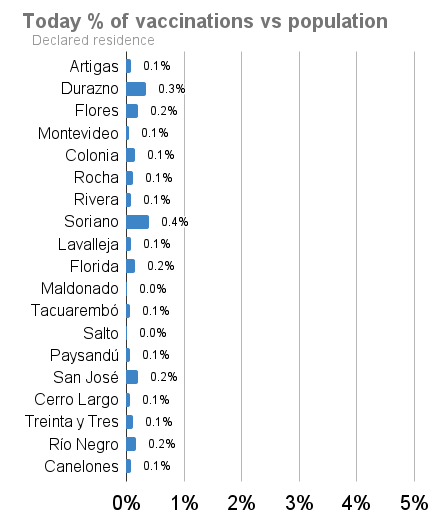 Today % of vaccinations vs population
Declared residence
Artigas 0.1%
Durazno 0.3%
Flores 0.2%
Montevideo 0.1%
Colonia 0.1%
Rocha 0.1%
Rivera 0.1%
Soriano 0.4%
Lavalleja 0.1%
Florida 0.2%
Maldonado 0.0%
Tacuarembó 0.1%
Salto 0.0%
Paysandú 0.1%
San José 0.2%
Cerro Largo 0.1%
Treinta y Tres 0.1%
Río Negro 0.2%
Canelones 0.1%
0% 1% 2% 3% 4% 5%